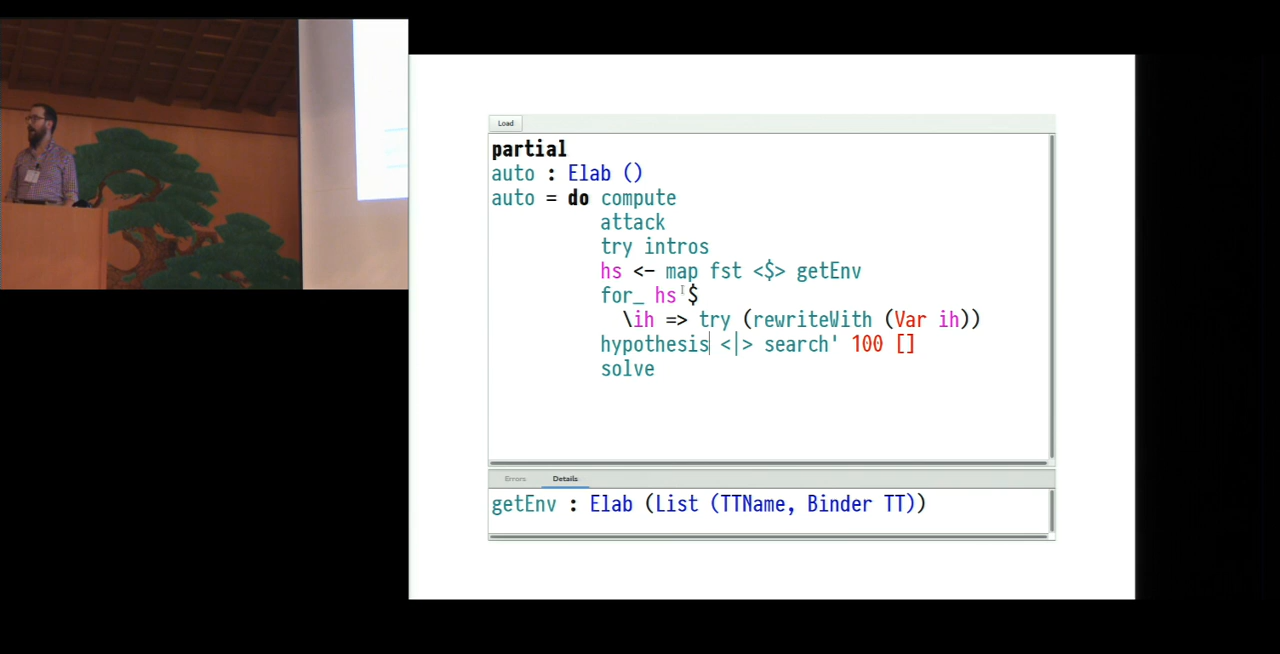 Load
partial
auto : Elab ()
auto = do compute
attack
try intros
hs <- map fst <$> getEnv
for_ hs $
\ih => try (rewriteWith (Var ih))
hypothesis <|> search' 100 []
solve
Errors Details
getEnv : Elab (List (TTName, Binder TT))